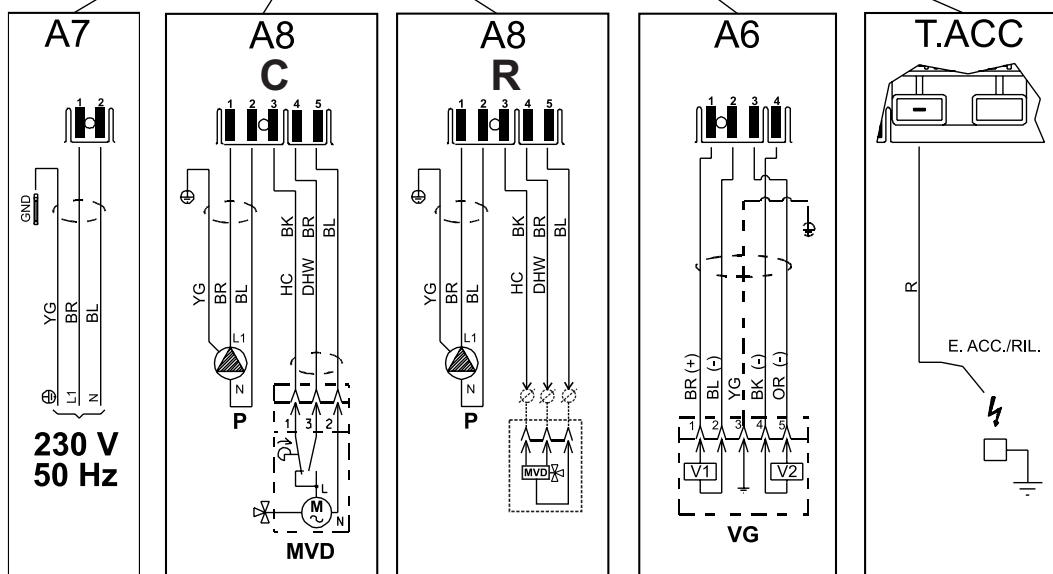 A7
1 2
GND
YG
BR
BL
L1
N
230 V
50 Hz
A8
C
1 2 3 4 5
BK
BR
BL
HC
DHW
YG
BR
BL
L1
N
P
1 3 2
L
M
N
MVD
A8
R
1 2 3 4 5
BK
BR
BL
HC
DHW
YG
BR
BL
L1
N
P
MVD
A6
1 2 3 4
BR (+)
BL (-)
YG
BK (-)
OR (-)
1 2 3 4 5
V1
V2
VG
T.ACC
R
E. ACC./RIL.